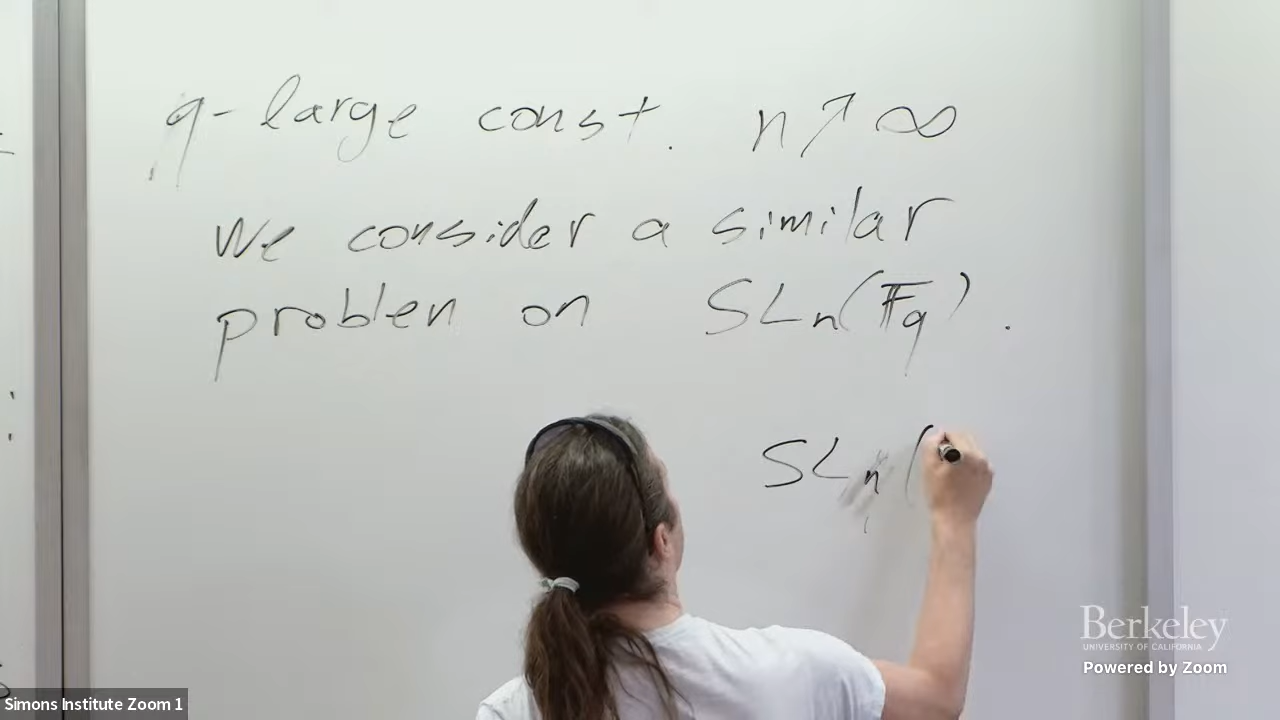 q - large const. n ↗ ∞
We consider a similar
problen on SLn(𝔽q).
SLn(
Berkeley
UNIVERSITY OF CALIFORNIA
Powered by Zoom
Simons Institute Zoom 1